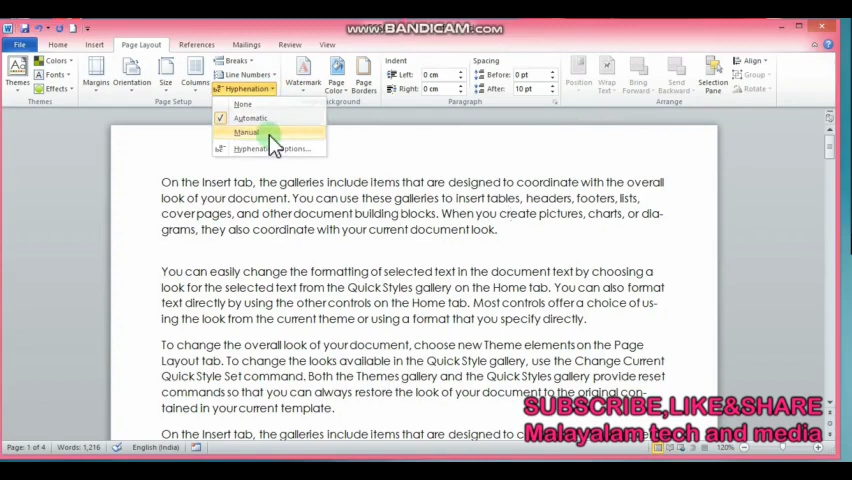 www.BANDICAM.com
File Home Insert Page Layout References Mailings Review View
Themes Colors Fonts Effects Themes
Margins Orientation Size Columns Breaks Line Numbers Hyphenation Page Setup
Watermark Page Color Page Borders Background
Indent Left: 0 cm Right: 0 cm Spacing Before: 0 pt After: 10 pt Paragraph
Position Wrap Text Bring Forward Send Backward Selection Pane Align Group Rotate Arrange
None
Automatic
Manual
On the Insert tab, the galleries include items that are designed to coordinate with the overall
look of your document. You can use these galleries to insert tables, headers, footers, lists,
cover pages, and other document building blocks. When you create pictures, charts, or dia-
grams, they also coordinate with your current document look.
You can easily change the formatting of selected text in the document text by choosing a
look for the selected text from the Quick Styles gallery on the Home tab. You can also format
text directly by using the other controls on the Home tab. Most controls offer a choice of us-
ing the look from the current theme or using a format that you specify directly.
To change the overall look of your document, choose new Theme elements on the Page
Layout tab. To change the looks available in the Quick Style gallery, use the Change Current
Quick Style Set command. Both the Themes gallery and the Quick Styles gallery provide reset
commands so that you can always restore the look of your document to the original con-
tained in your current template.
On the Insert tab, the galleries include items that are designed to
SUBSCRIBE,LIKE&SHARE
Malayalam tech and media
Page: 1 of 4 Words: 1,216 English (India) 120%